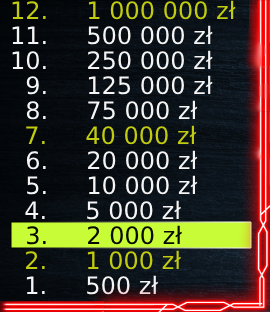 12. 1 000 000 zł
11. 500 000 zł
10. 250 000 zł
9. 125 000 zł
8. 75 000 zł
7. 40 000 zł
6. 20 000 zł
5. 10 000 zł
4. 5 000 zł
3. 2 000 zł
2. 1 000 zł
1. 500 zł